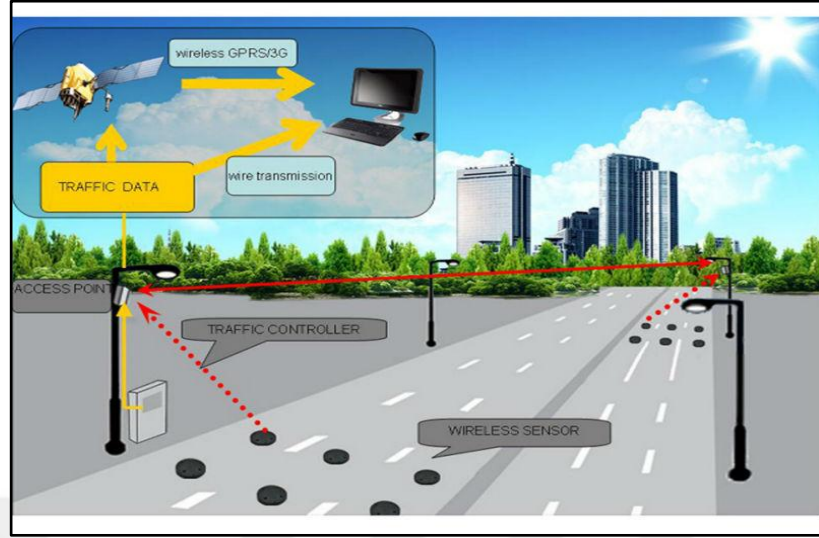 wireless GPRS/3G
TRAFFIC DATA
wire transmission
ACCESS POINT
TRAFFIC CONTROLLER
WIRELESS SENSOR